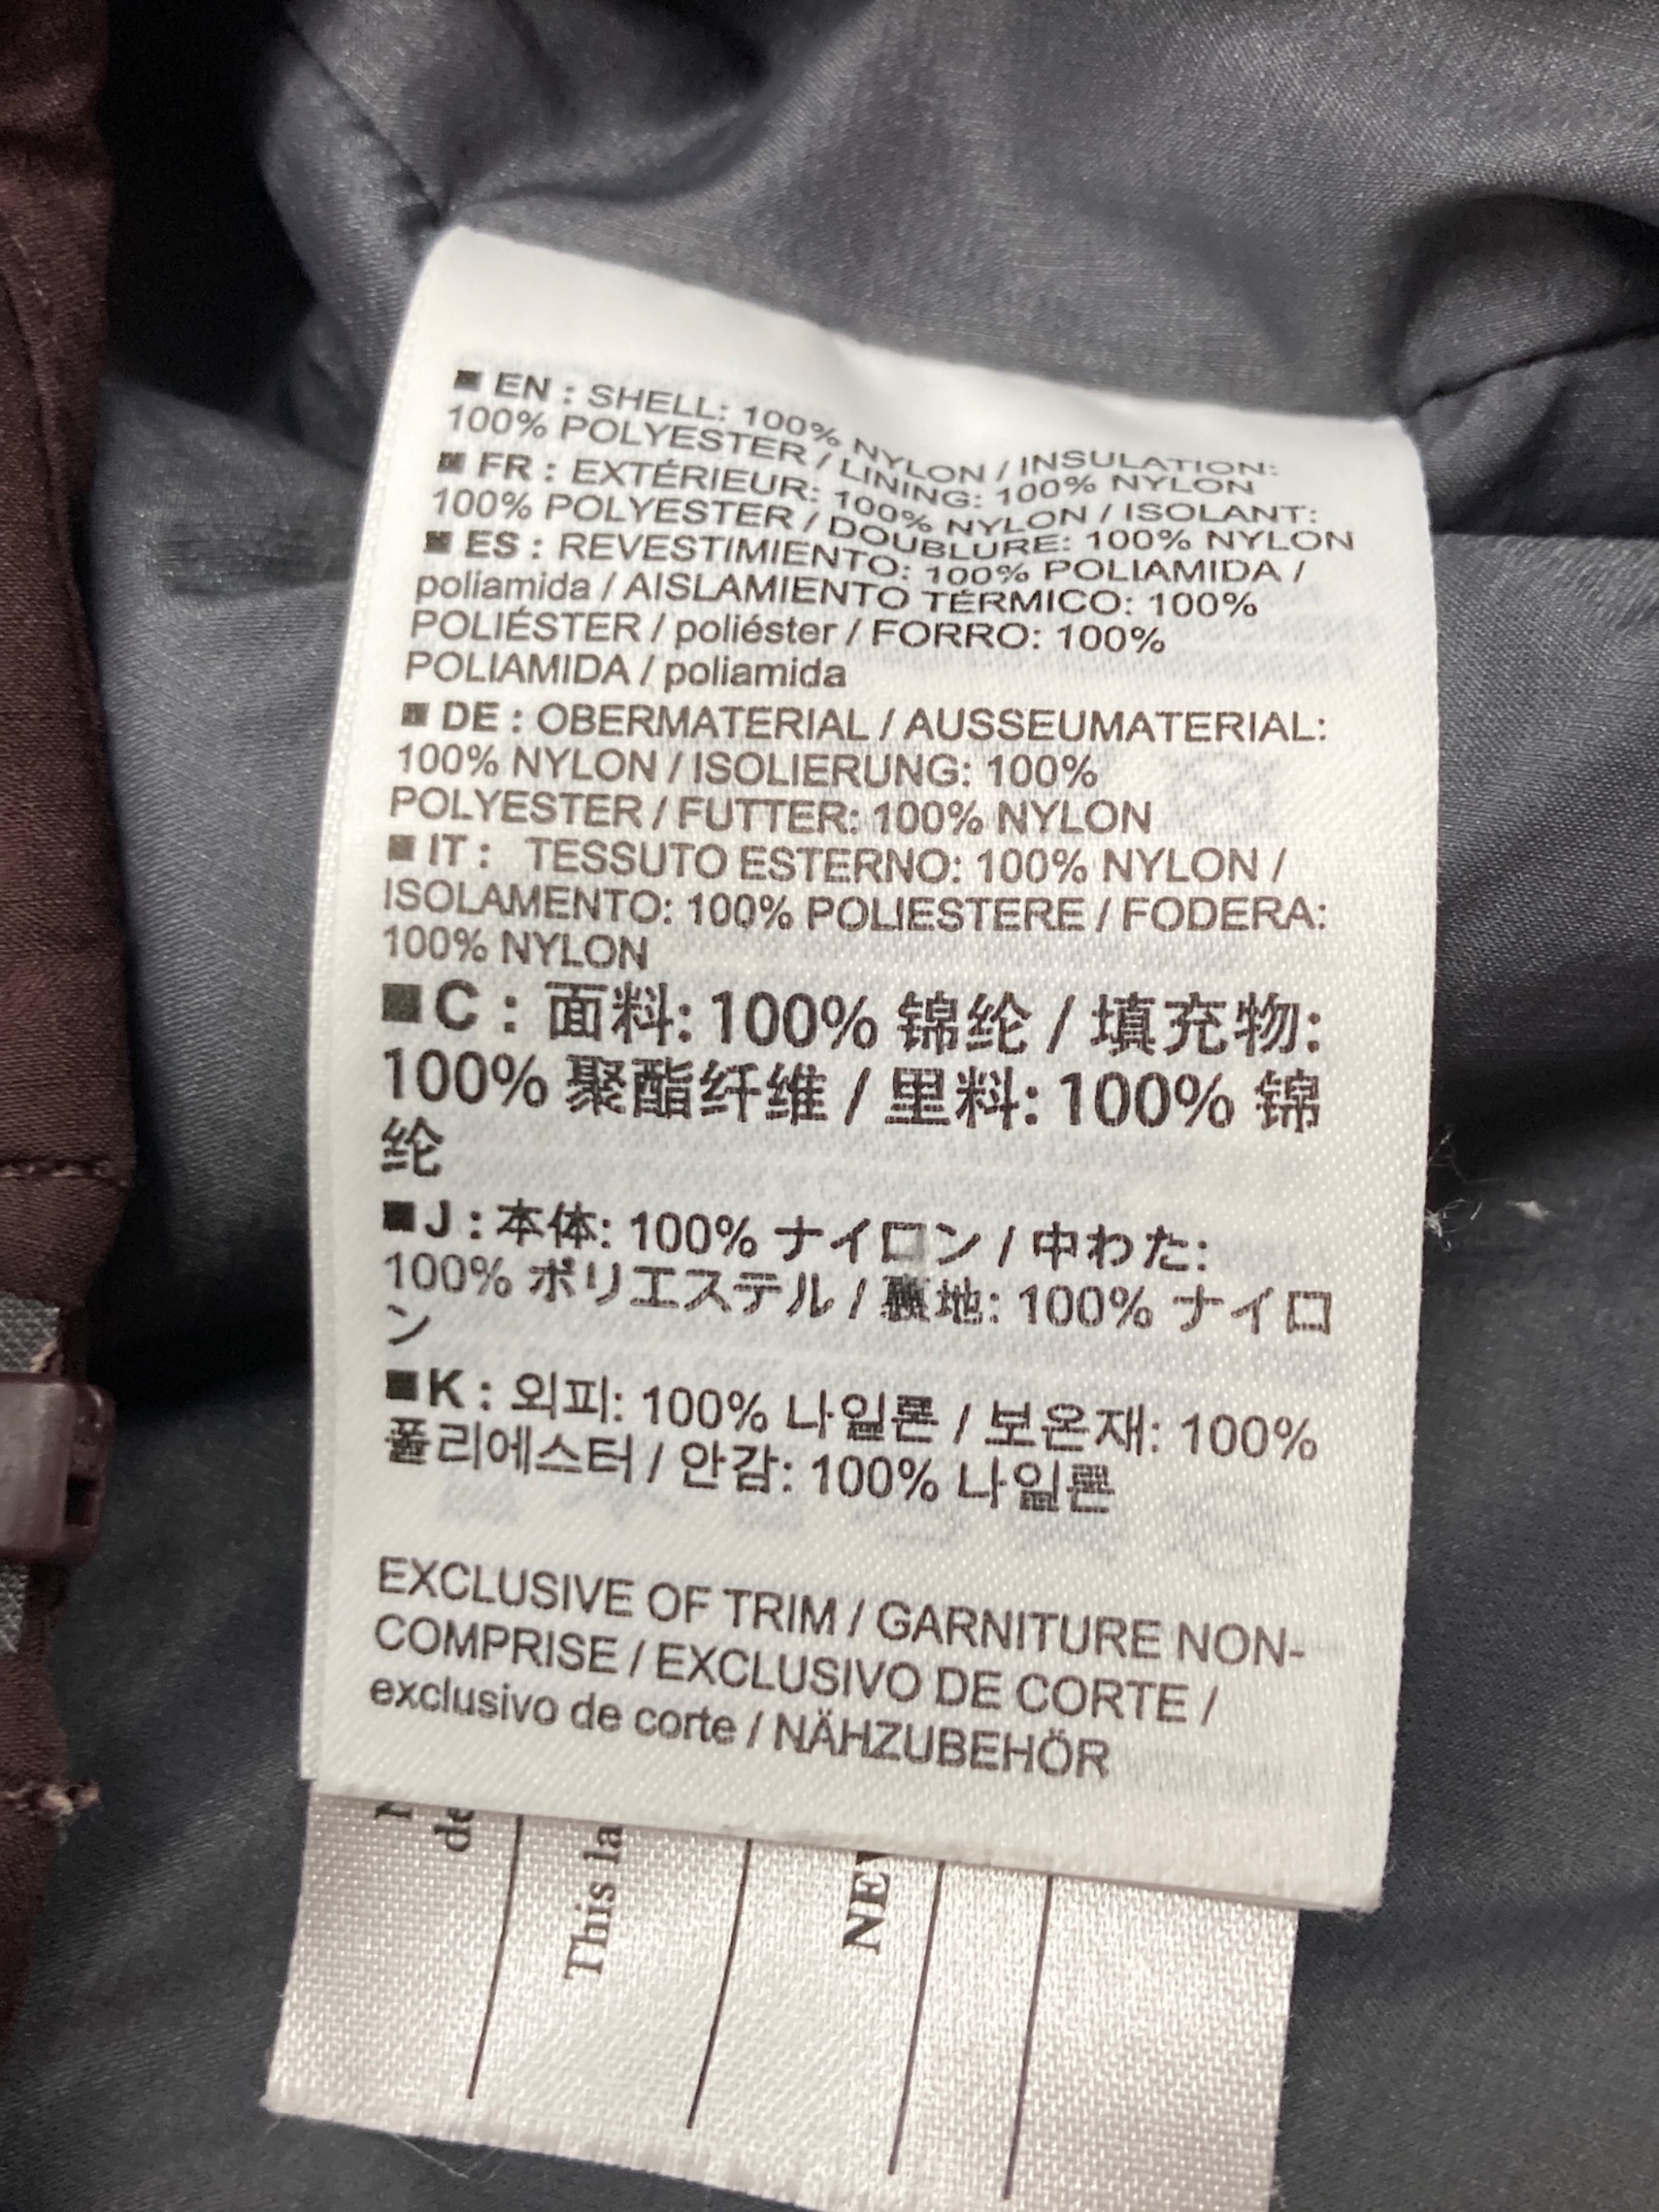 ■ EN : SHELL: 100% NYLON / INSULATION:
100% POLYESTER / LINING: 100% NYLON
■ FR : EXTÉRIEUR: 100% NYLON / ISOLANT:
100% POLYESTER / DOUBLURE: 100% NYLON
■ ES : REVESTIMIENTO: 100% POLIAMIDA /
poliamida / AISLAMIENTO TÉRMICO: 100%
POLIÉSTER / poliéster / FORRO: 100%
POLIAMIDA / poliamida
■ DE : OBERMATERIAL / AUSSEUMATERIAL:
100% NYLON / ISOLIERUNG: 100%
POLYESTER / FUTTER: 100% NYLON
■ IT : TESSUTO ESTERNO: 100% NYLON /
ISOLAMENTO: 100% POLIESTERE / FODERA:
100% NYLON
■ C : 面料: 100% 锦纶 / 填充物:
100% 聚酯纤维 / 里料: 100% 锦
纶
■ J : 本体: 100% ナイロン / 中わた:
100% ポリエステル / 裏地: 100% ナイロ
ン
■ K : 외피: 100% 나일론 / 보온재: 100%
폴리에스터 / 안감: 100% 나일론
EXCLUSIVE OF TRIM / GARNITURE NON-
COMPRISE / EXCLUSIVO DE CORTE /
exclusivo de corte / NÄHZUBEHÖR
de
This la
NEW